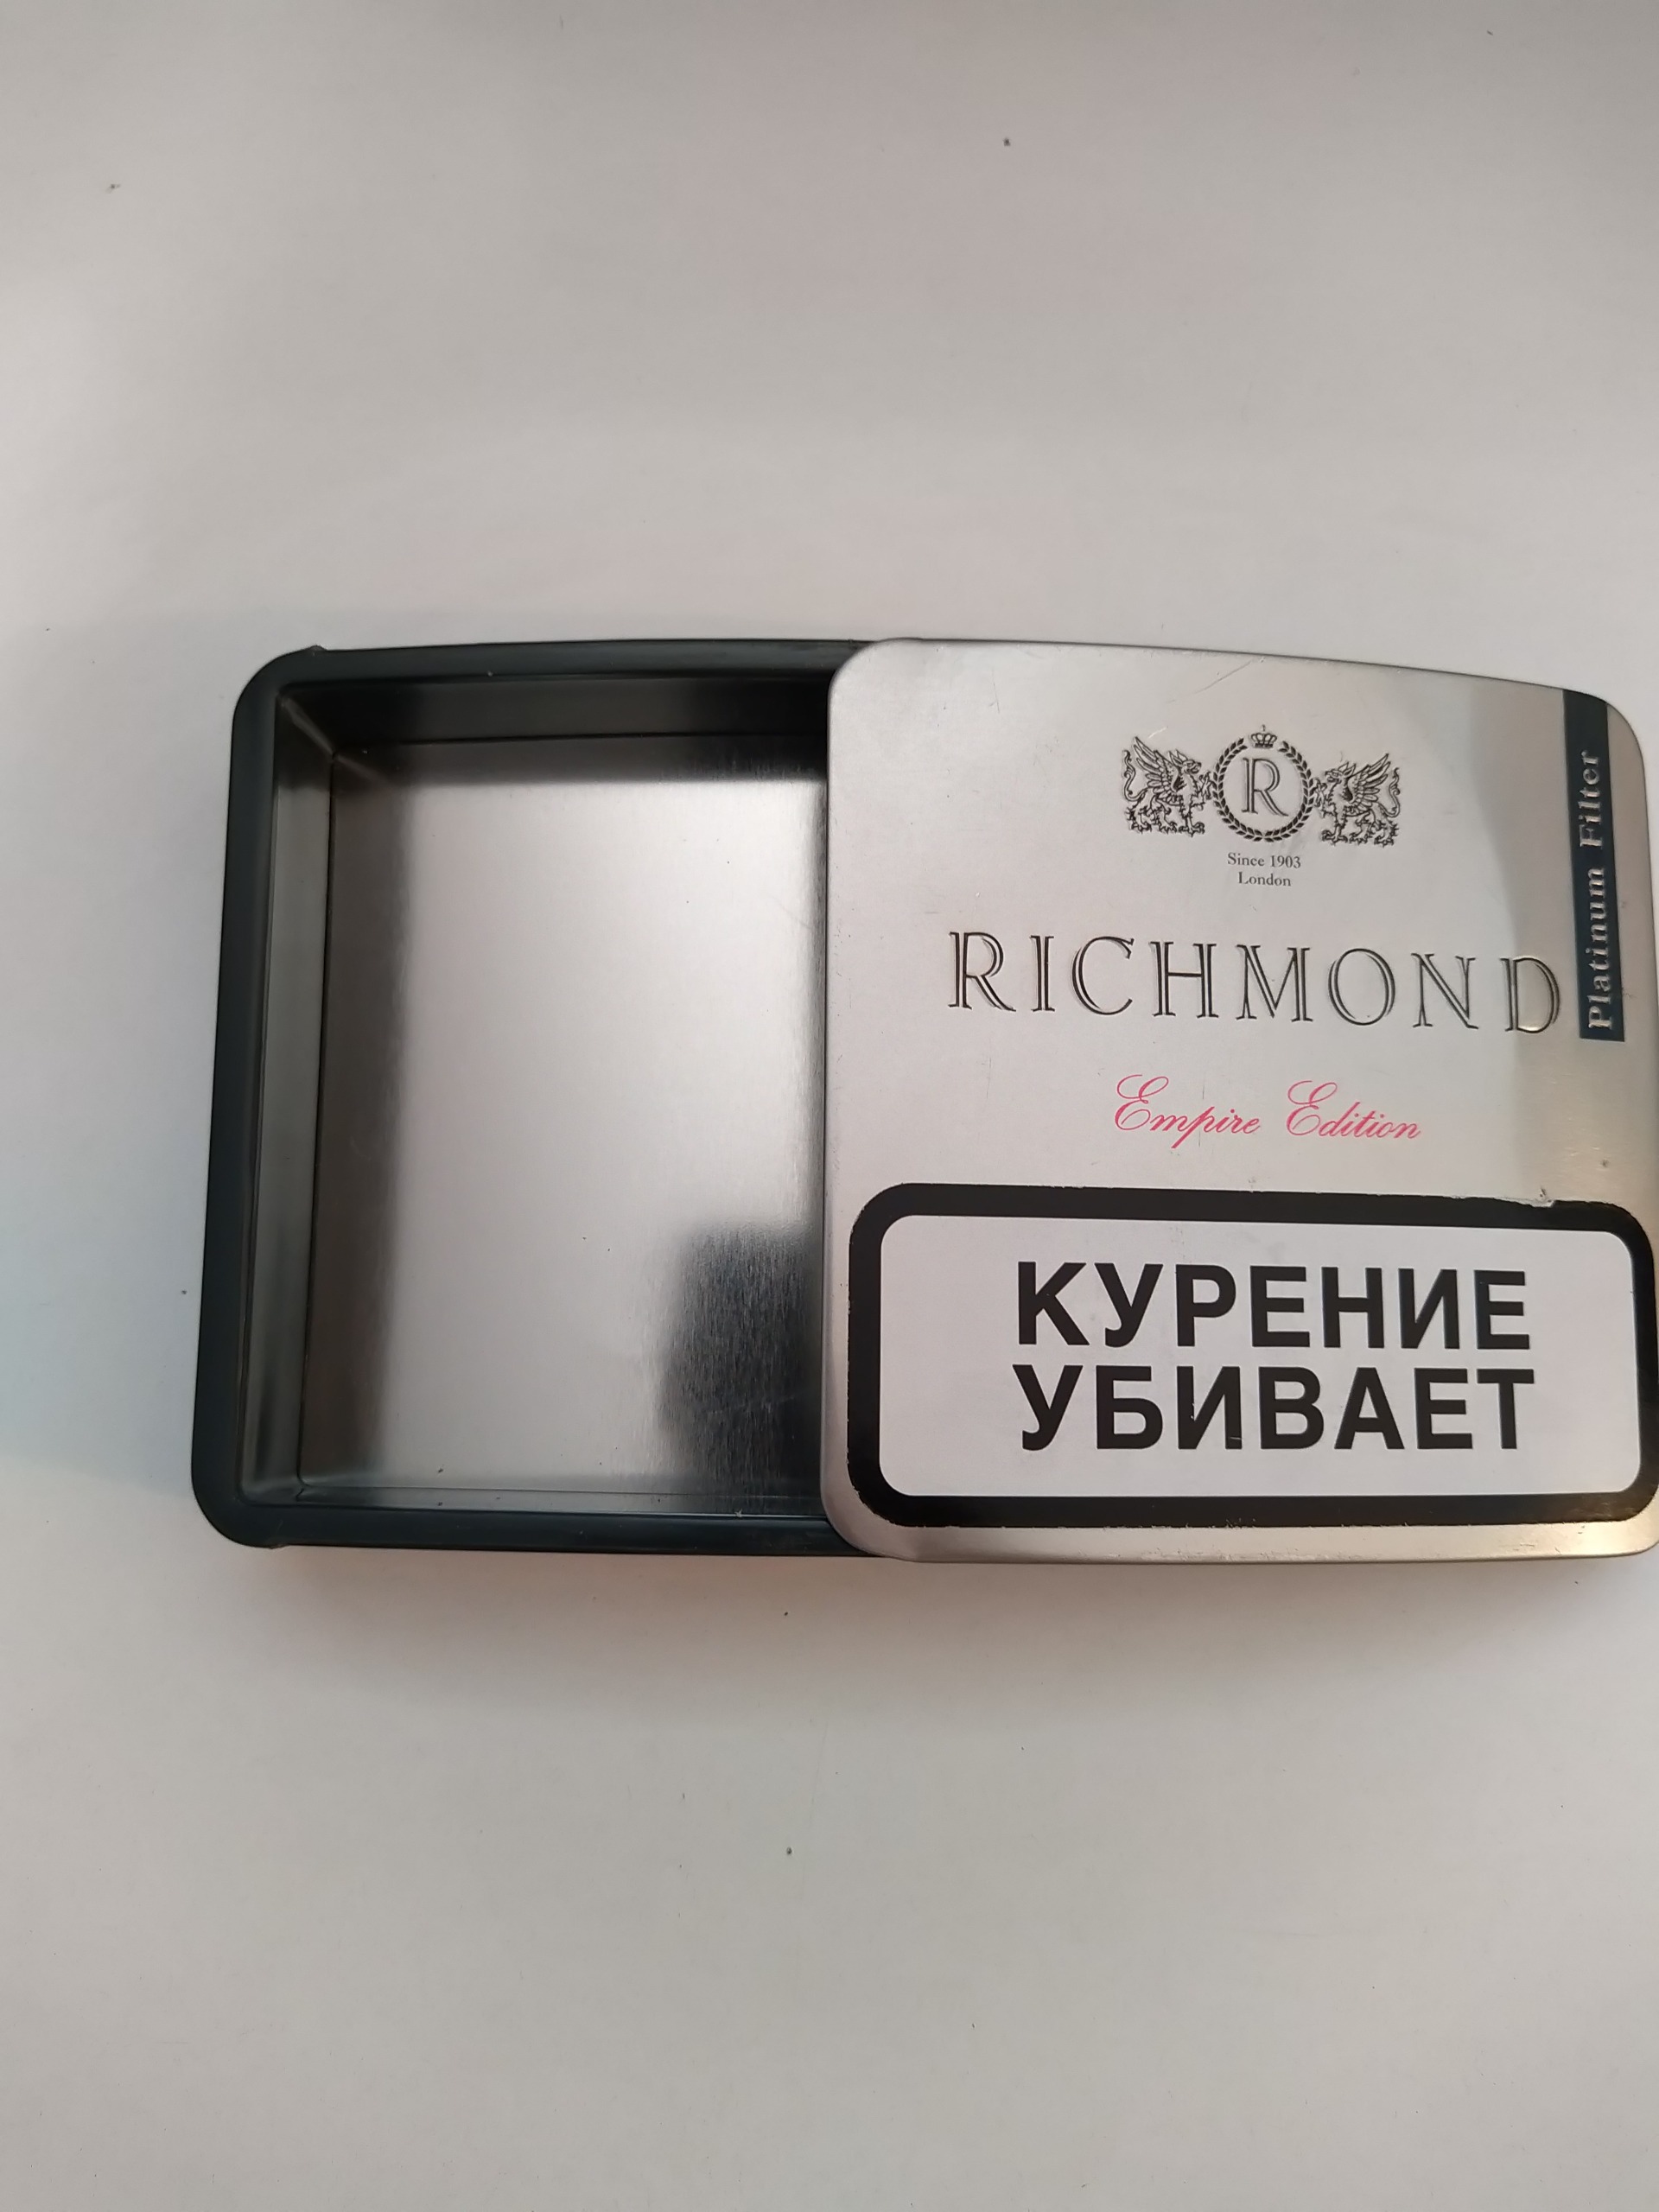 R
Since 1903
London
RICHMOND
Platinum Filter
Empire Edition
КУРЕНИЕ
УБИВАЕТ